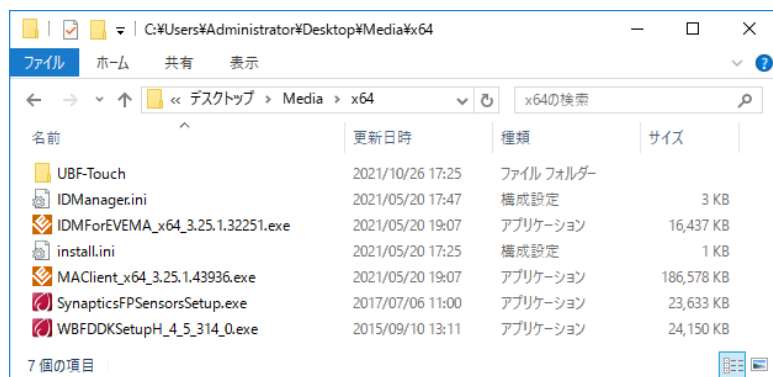 C:¥Users¥Administrator¥Desktop¥Media¥x64
ファイル ホーム 共有 表示
« デスクトップ › Media › x64 x64の検索
名前 更新日時 種類 サイズ
UBF-Touch 2021/10/26 17:25 ファイル フォルダー
IDManager.ini 2021/05/20 17:47 構成設定 3 KB
IDMForEVEMA_x64_3.25.1.32251.exe 2021/05/20 19:07 アプリケーション 16,437 KB
install.ini 2021/05/20 17:25 構成設定 1 KB
MAClient_x64_3.25.1.43936.exe 2021/05/20 19:07 アプリケーション 186,578 KB
SynapticsFPSensorsSetup.exe 2017/07/06 11:00 アプリケーション 23,633 KB
WBFDDKSetupH_4_5_314_0.exe 2015/09/10 13:11 アプリケーション 24,150 KB
7 個の項目